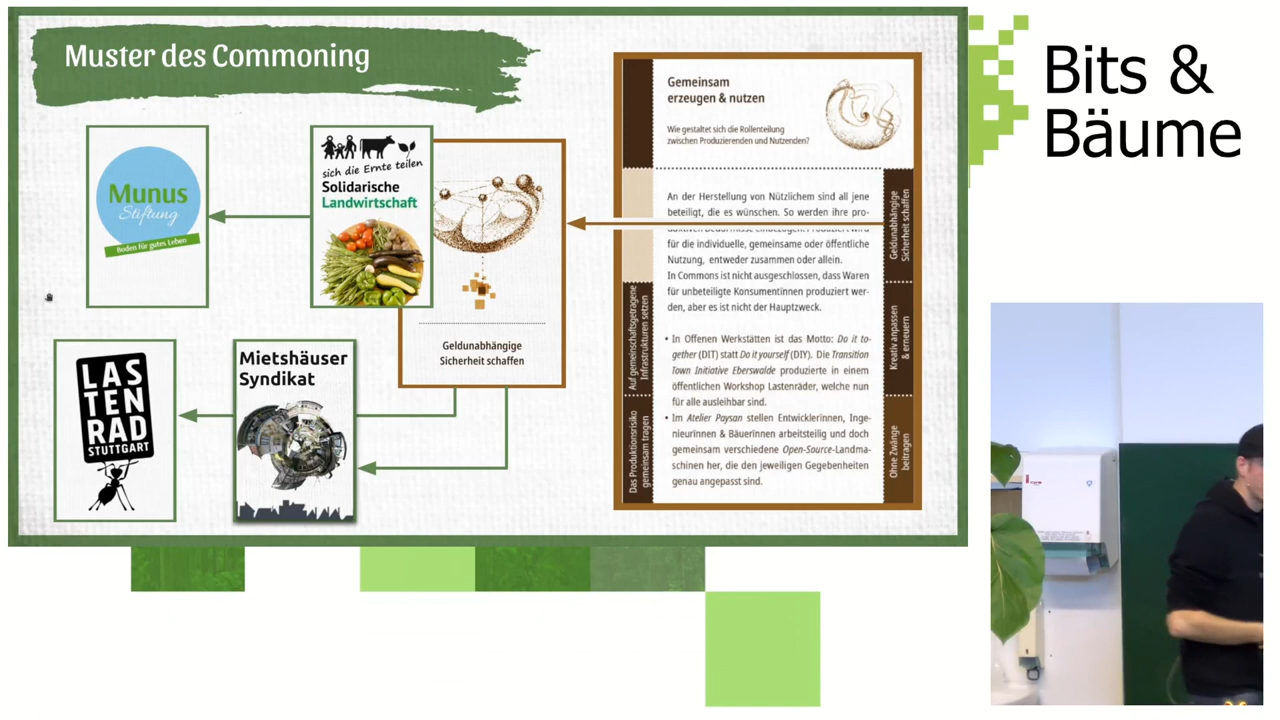 Muster des Commoning
Bits &
Bäume
Munus
Stiftung
Boden für gutes Leben
sich die Ernte teilen
Solidarische
Landwirtschaft
Geldunabhängige
Sicherheit schaffen
LAS
TEN
RAD
STUTTGART
Mietshäuser
Syndikat
Gemeinsam
erzeugen & nutzen
Wie gestaltet sich die Rollenteilung
zwischen Produzierenden und Nutzenden?
An der Herstellung von Nützlichem sind all jene
beteiligt, die es wünschen. So werden ihre pro-
für die individuelle, gemeinsame oder öffentliche
Nutzung, entweder zusammen oder allein.
In Commons ist nicht ausgeschlossen, dass Waren
für unbeteiligte Konsumentinnen produziert wer-
den, aber es ist nicht der Hauptzweck.
• In Offenen Werkstätten ist das Motto: Do it to-
gether (DIT) statt Do it yourself (DIY). Die Transition
Town Initiative Eberswalde produzierte in einem
öffentlichen Workshop Lastenräder, welche nun
für alle ausleihbar sind.
• Im Atelier Paysan stellen Entwicklerinnen, Inge-
nieurinnen & Bäuerinnen arbeitsteilig und doch
gemeinsam verschiedene Open-Source-Landma-
schinen her, die den jeweiligen Gegebenheiten
genau angepasst sind.
Auf gemeinschaftsgetragene
Infrastrukturen setzen
Das Produktionsrisiko
gemeinsam tragen
Geldunabhängige
Sicherheit schaffen
Kreativ anpassen
& erneuern
Ohne Zwänge
beitragen